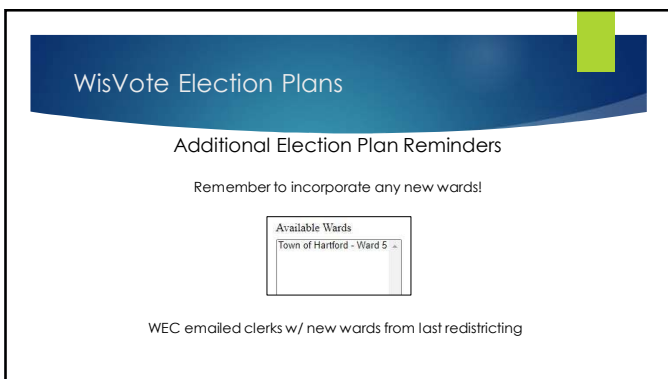 WisVote Election Plans
Additional Election Plan Reminders
Remember to incorporate any new wards!
Available Wards
Town of Hartford - Ward 5
WEC emailed clerks w/ new wards from last redistricting